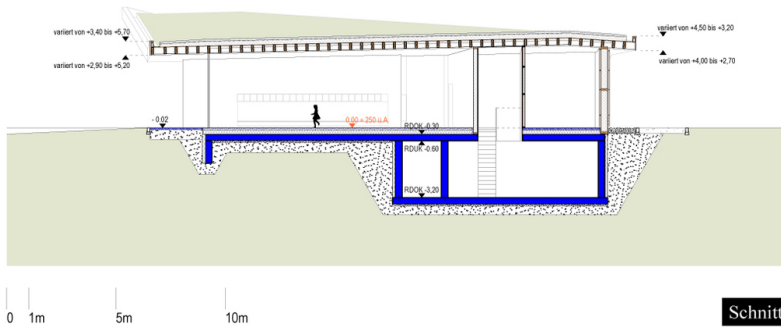 variiert von +3,40 bis +5,70
variiert von +4,50 bis +3,20
variiert von +2,90 bis +5,20
variiert von +4,00 bis +2,70
- 0.02
0,00 = 250 ü.A.
RDOK -0.30
RDUK -0.60
RDOK -3,20
0 1m 5m 10m
Schnitt